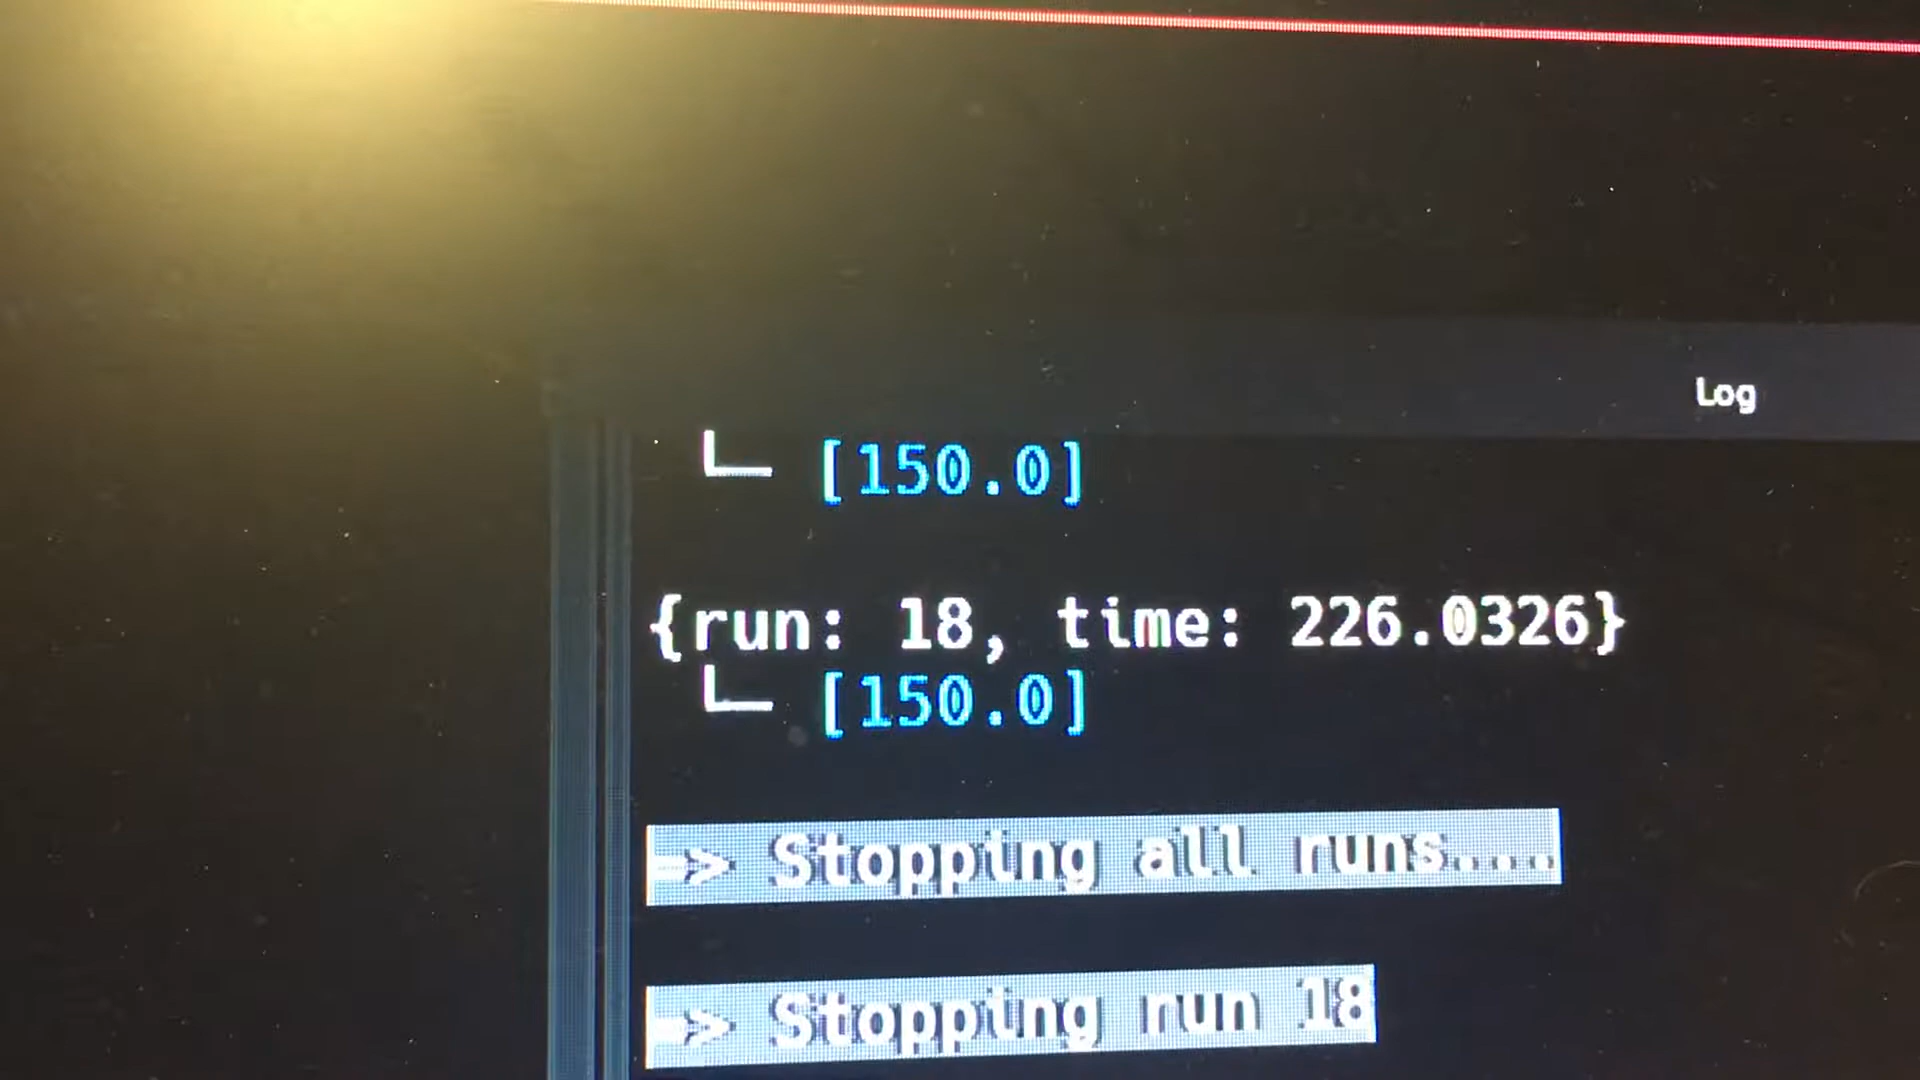 Log
[150.0]
{run: 18, time: 226.0326}
[150.0]
=> Stopping all runs....
=> Stopping run 18